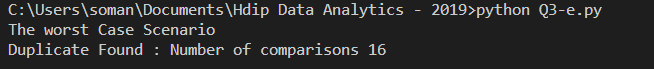 C:\Users\soman\Documents\Hdip Data Analytics - 2019>python Q3-e.py
The worst Case Scenario
Duplicate Found : Number of comparisons 16